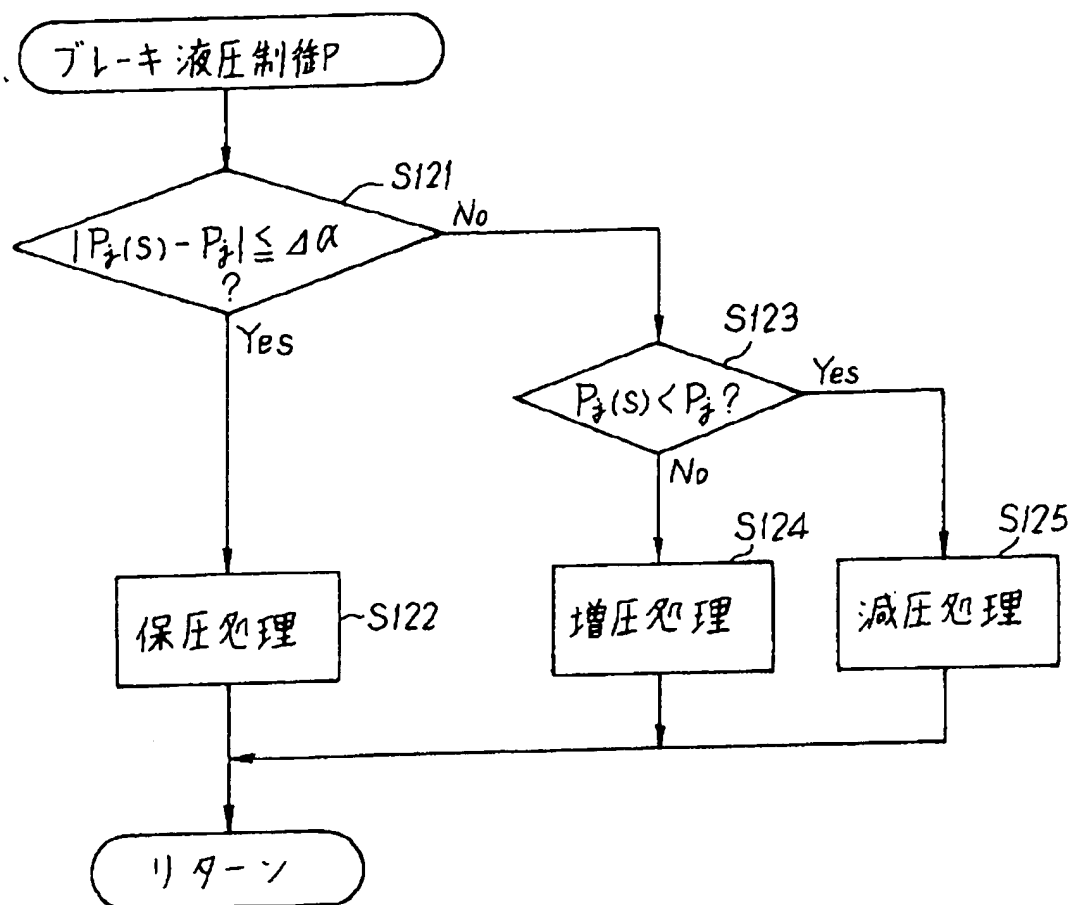 ブレーキ液圧制御P
S121
|Pj(S)-Pj|≦Δα
?
No
Yes
S123
Pj(S)<Pj?
Yes
No
S124
S125
保圧処理
S122
増圧処理
減圧処理
リターン